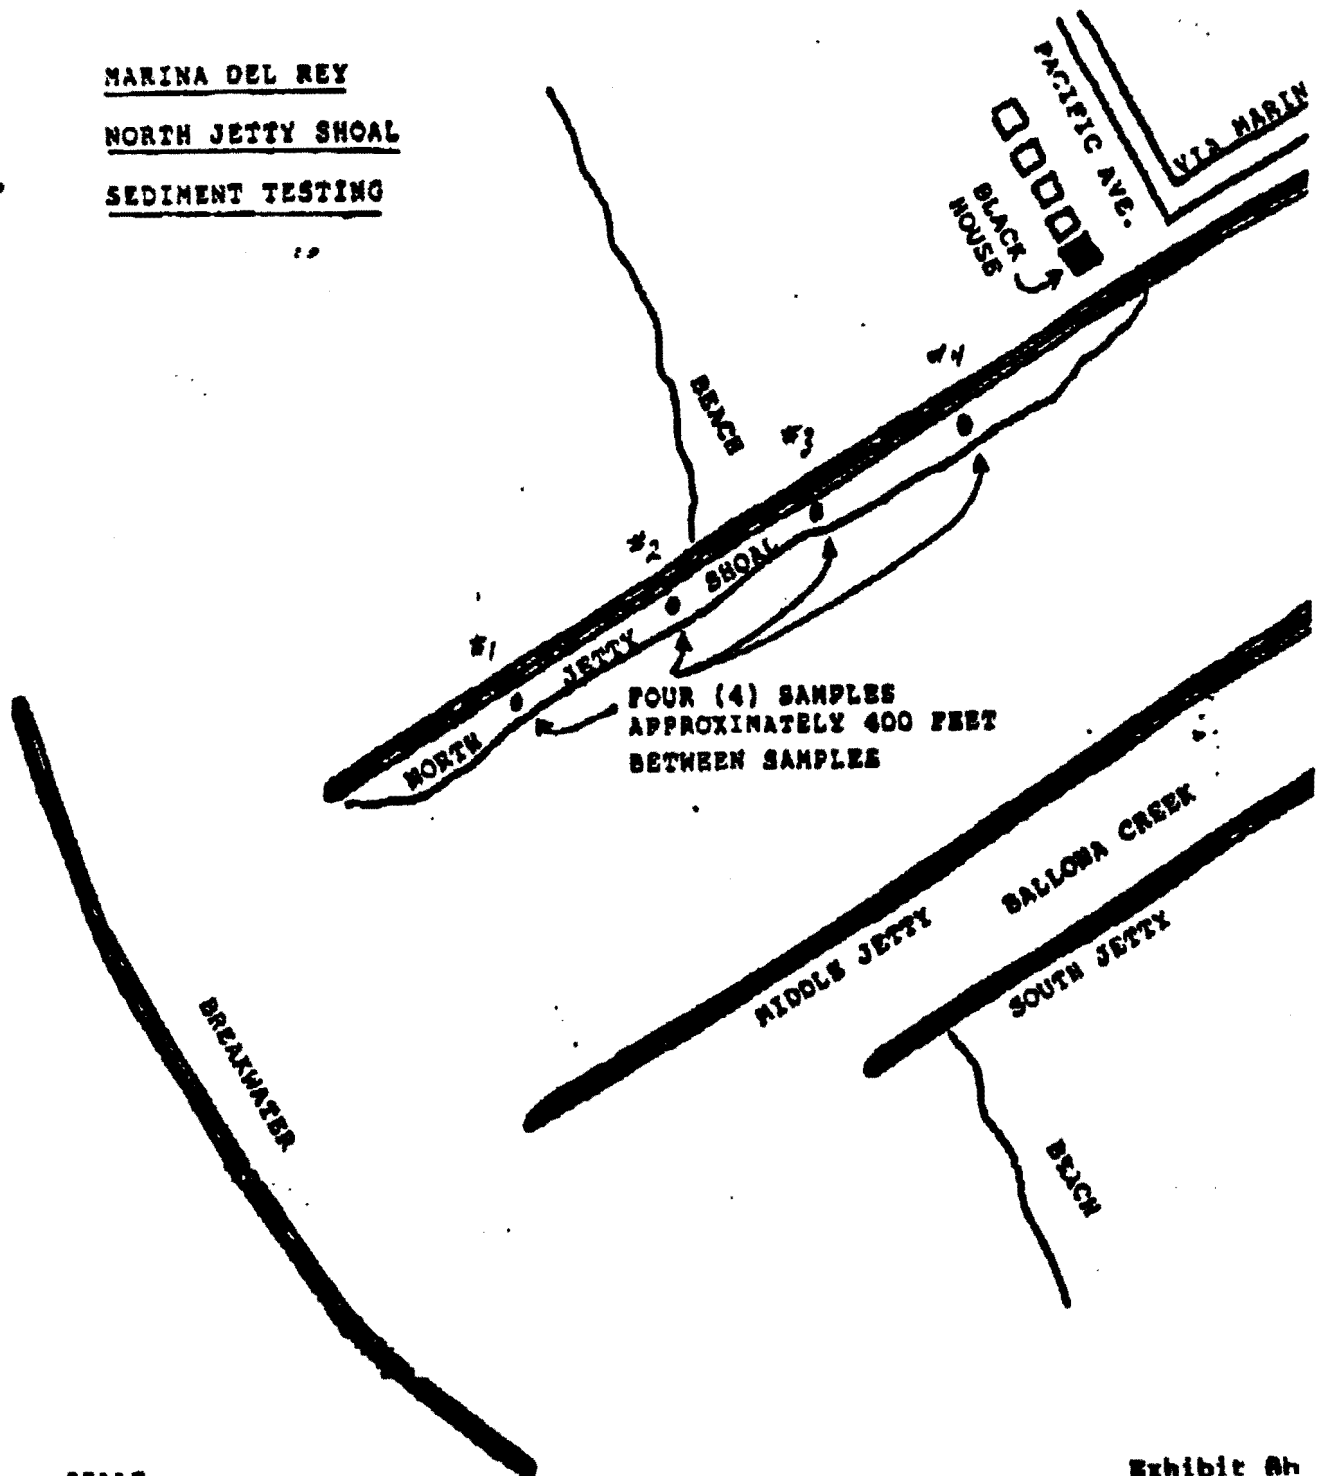 MARINA DEL REY
NORTH JETTY SHOAL
SEDIMENT TESTING
PACIFIC AVE.
VIA MARIN
BLACK
HOUSE
BEACH
#4
#3
#2
#1
NORTH JETTY SHOAL
FOUR (4) SAMPLES
APPROXIMATELY 400 FEET
BETWEEN SAMPLES
BALLONA CREEK
MIDDLE JETTY
SOUTH JETTY
BREAKWATER
BEACH
Exhibit